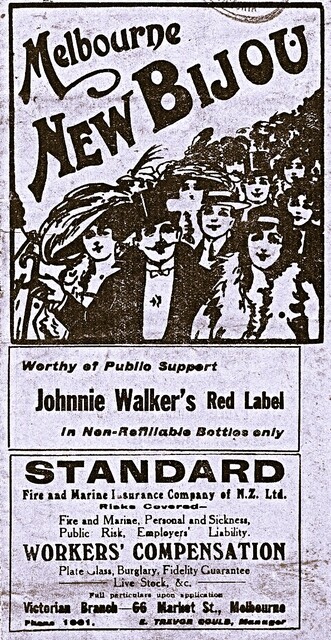 Melbourne
NEW BIJOU
Worthy of Public Support
Johnnie Walker's Red Label
In Non-Refillable Bottles only
STANDARD
Fire and Marine Insurance Company of N.Z. Ltd.
Risks Covered—
Fire and Marine, Personal and Sickness,
Public Risk, Employers' Liability.
WORKERS' COMPENSATION
Plate Glass, Burglary, Fidelity Guarantee
Live Stock, &c.
Full particulars upon application
Victorian Branch—66 Market St., Melbourne
Phone 1661. E. TREVOR GOULD, Manager